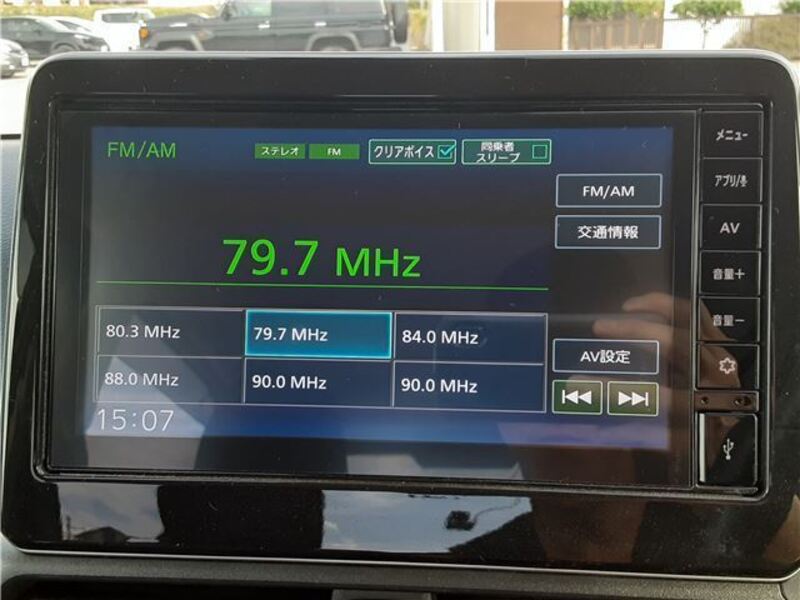 FM/AM
ステレオ
FM
クリアボイス
同乗者
スリープ
FM/AM
交通情報
79.7 MHz
80.3 MHz
79.7 MHz
84.0 MHz
88.0 MHz
90.0 MHz
90.0 MHz
AV設定
15:07
メニュー
アプリ/
AV
音量+
音量-